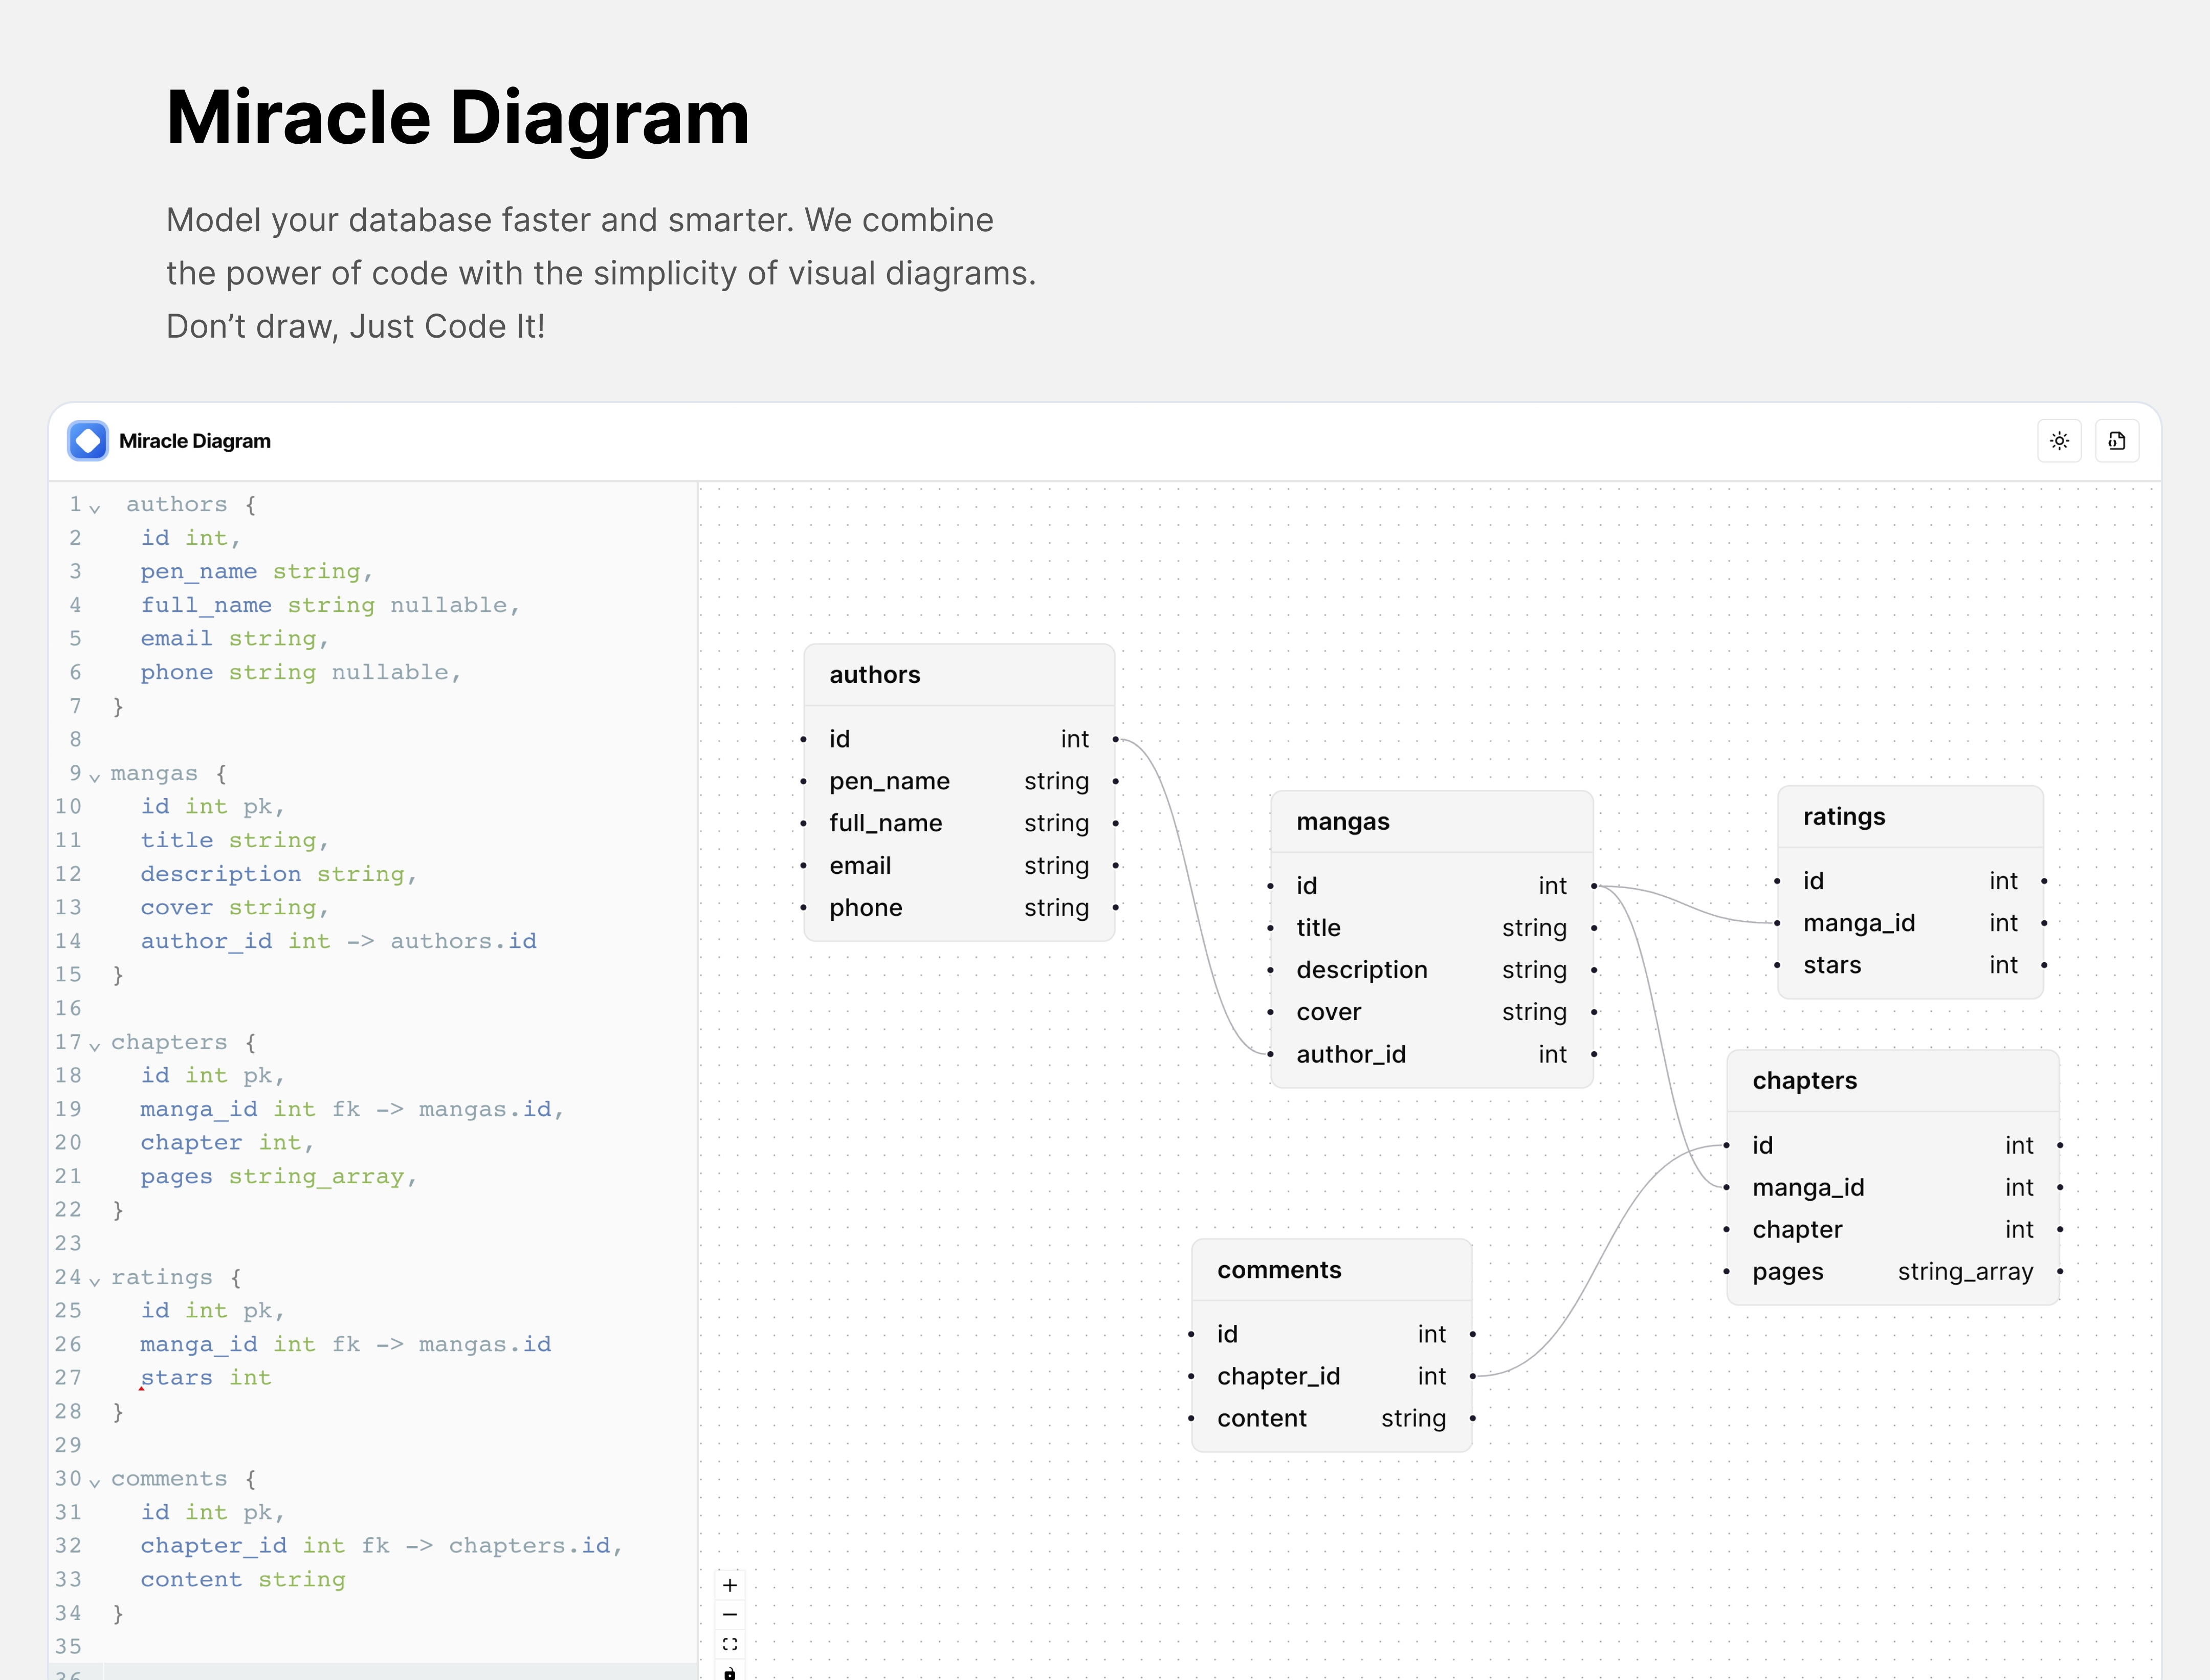 Miracle Diagram
Model your database faster and smarter. We combine
the power of code with the simplicity of visual diagrams.
Don’t draw, Just Code It!
Miracle Diagram
1 authors {
2 id int,
3 pen_name string,
4 full_name string nullable,
5 email string,
6 phone string nullable,
7 }
8
9 mangas {
10 id int pk,
11 title string,
12 description string,
13 cover string,
14 author_id int -> authors.id
15 }
16
17 chapters {
18 id int pk,
19 manga_id int fk -> mangas.id,
20 chapter int,
21 pages string_array,
22 }
23
24 ratings {
25 id int pk,
26 manga_id int fk -> mangas.id
27 stars int
28 }
29
30 comments {
31 id int pk,
32 chapter_id int fk -> chapters.id,
33 content string
34 }
35
36
authors
id int
pen_name string
full_name string
email string
phone string
mangas
id int
title string
description string
cover string
author_id int
ratings
id int
manga_id int
stars int
chapters
id int
manga_id int
chapter int
pages string_array
comments
id int
chapter_id int
content string